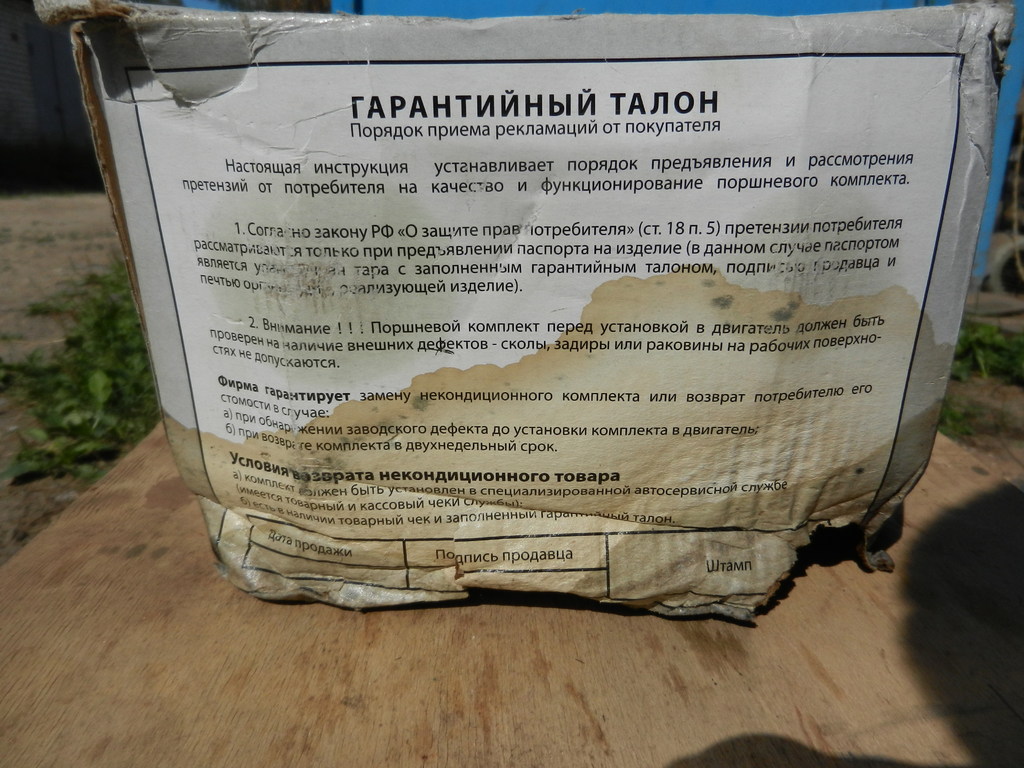 ГАРАНТИЙНЫЙ ТАЛОН
Порядок приема рекламаций от покупателя
Настоящая инструкция устанавливает порядок предъявления и рассмотрения
претензий от потребителя на качество и функционирование поршневого комплекта.
1. Согласно закону РФ «О защите прав потребителя» (ст. 18 п. 5) претензии потребителя
рассматриваются только при предъявлении паспорта на изделие (в данном случае паспортом
является тара с заполненным гарантийным талоном, подписью продавца и
печтью реализующей изделие).
2. Внимание ! ! ! Поршневой комплект перед установкой в двигатель должен быть
проверен на наличие внешних дефектов - сколы, задиры или раковины на рабочих поверхно-
стях не допускаются.
Фирма гарантирует замену некондиционного комплекта или возврат потребителю его
стомости в случае:
а) при обнаружении заводского дефекта до установки комплекта в двигатель;
б) при возврате комплекта в двухнедельный срок.
Условия возврата некондиционного товара
а) комплект должен быть установлен в специализированной автосервисной службе
(имеется товарный и кассовый чеки службы);
б) есть в наличии товарный чек и заполненный гарантийный талон.
Дата продажи Подпись продавца Штамп